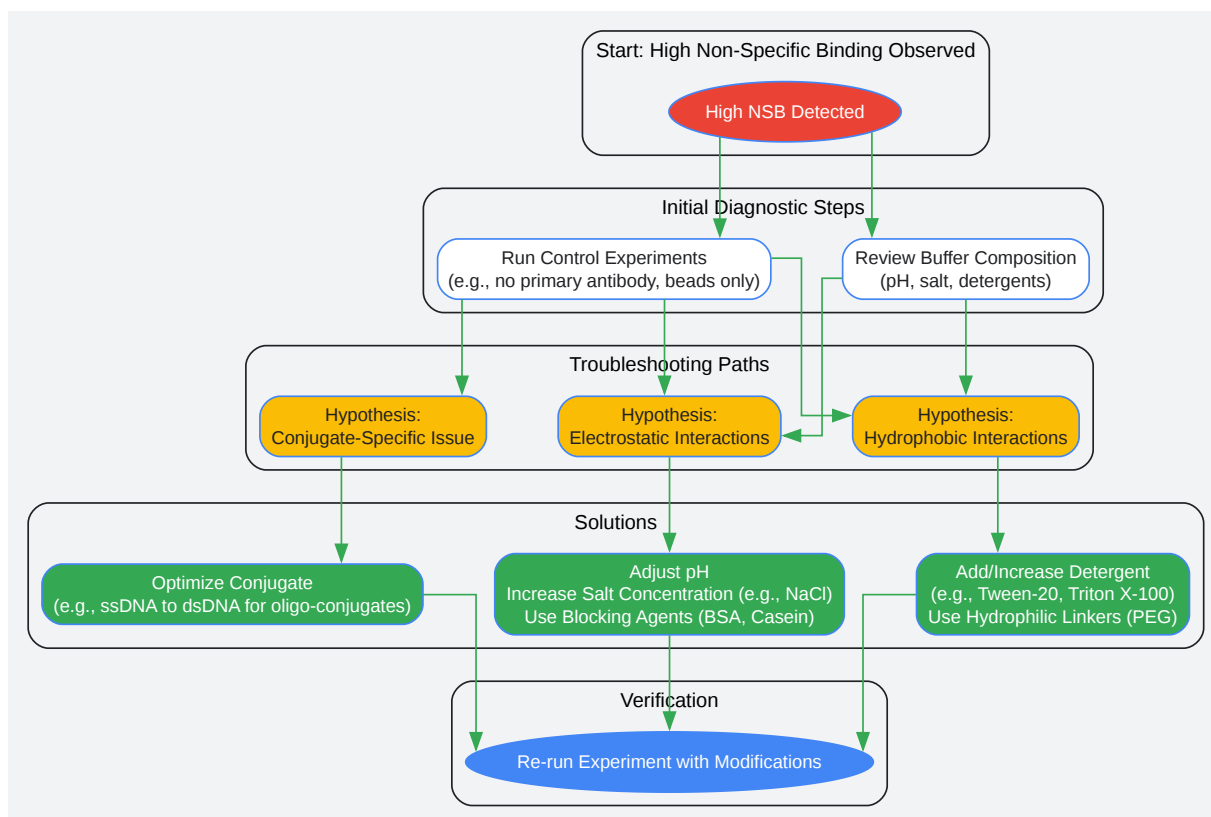 Start: High Non-Specific Binding Observed
High NSB Detected
Initial Diagnostic Steps
Run Control Experiments
(e.g., no primary antibody, beads only)
Review Buffer Composition
(pH, salt, detergents)
Troubleshooting Paths
Hypothesis:
Conjugate-Specific Issue
Hypothesis:
Electrostatic Interactions
Hypothesis:
Hydrophobic Interactions
Solutions
Optimize Conjugate
(e.g., ssDNA to dsDNA for oligo-conjugates)
Adjust pH
Increase Salt Concentration (e.g., NaCl)
Use Blocking Agents (BSA, Casein)
Add/Increase Detergent
(e.g., Tween-20, Triton X-100)
Use Hydrophilic Linkers (PEG)
Verification
Re-run Experiment with Modifications